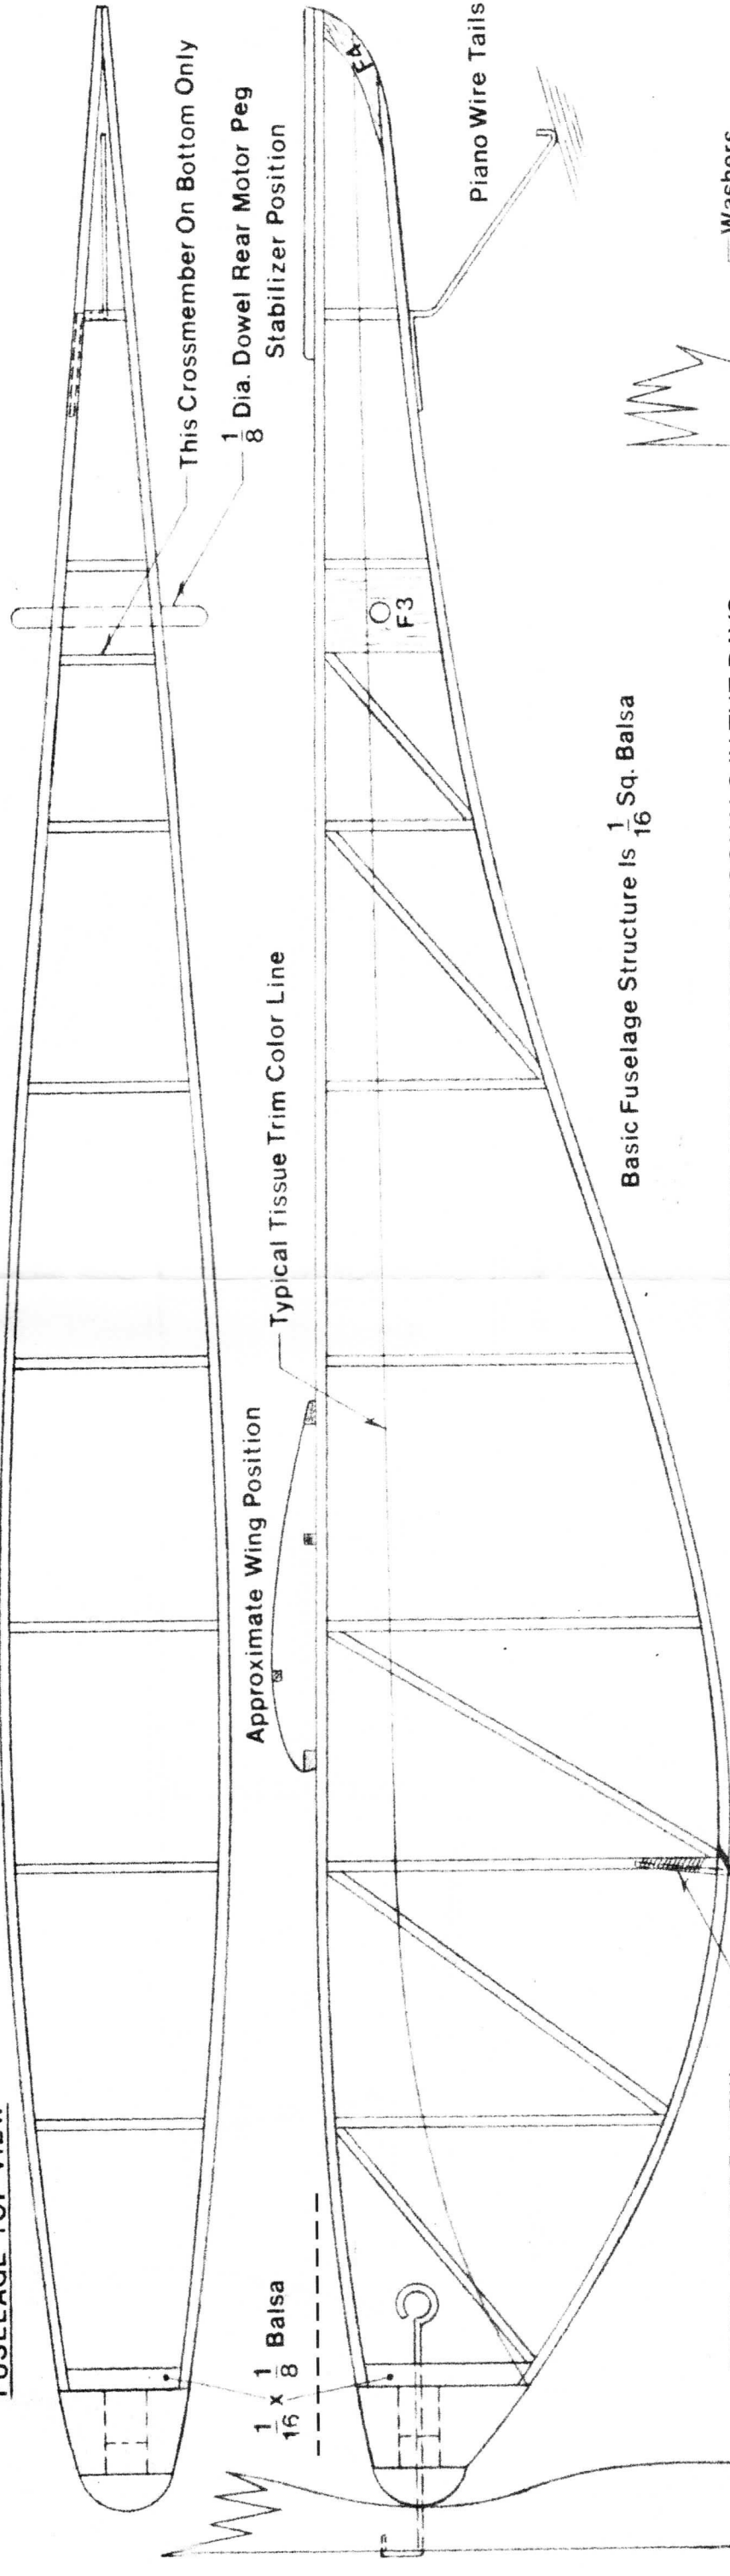 FUSELAGE TOP VIEW
This Crossmember On Bottom Only
1/8 Dia. Dowel Rear Motor Peg
Stabilizer Position
F4
Piano Wire Tails
Washers
F3
Typical Tissue Trim Color Line
Approximate Wing Position
Basic Fuselage Structure Is 1/16 Sq. Balsa
1/16 x 1/8 Balsa